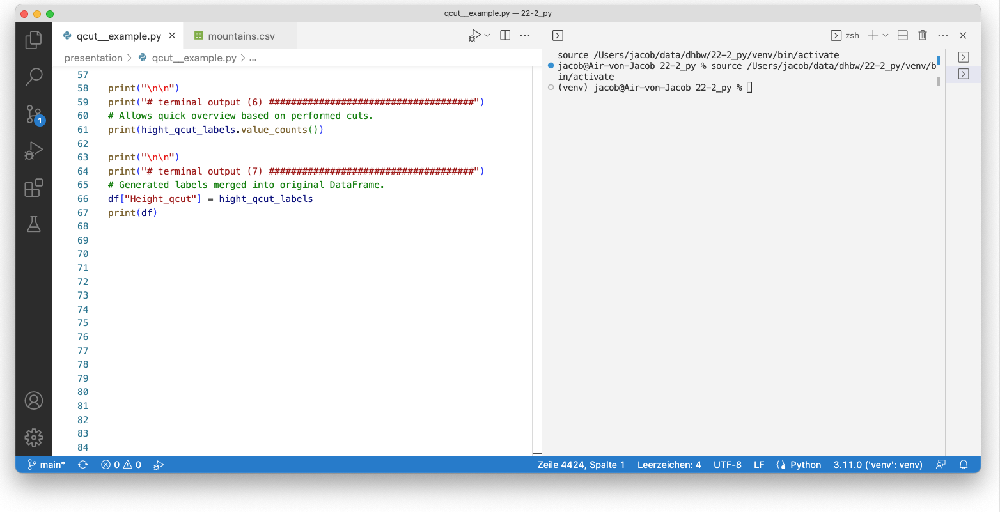 qcut__example.py — 22-2_py
qcut__example.py
mountains.csv
zsh
presentation > qcut__example.py > ...
57
58 print("\n\n")
59 print("# terminal output (6) #####################################")
60 # Allows quick overview based on performed cuts.
61 print(hight_qcut_labels.value_counts())
62
63 print("\n\n")
64 print("# terminal output (7) #####################################")
65 # Generated labels merged into original DataFrame.
66 df["Height_qcut"] = hight_qcut_labels
67 print(df)
68
69
70
71
72
73
74
75
76
77
78
79
80
81
82
83
84
source /Users/jacob/data/dhbw/22-2_py/venv/bin/activate
jacob@Air-von-Jacob 22-2_py % source /Users/jacob/data/dhbw/22-2_py/venv/b
in/activate
(venv) jacob@Air-von-Jacob 22-2_py %
1
main* 0 0 Zeile 4424, Spalte 1 Leerzeichen: 4 UTF-8 LF Python 3.11.0 ('venv': venv)